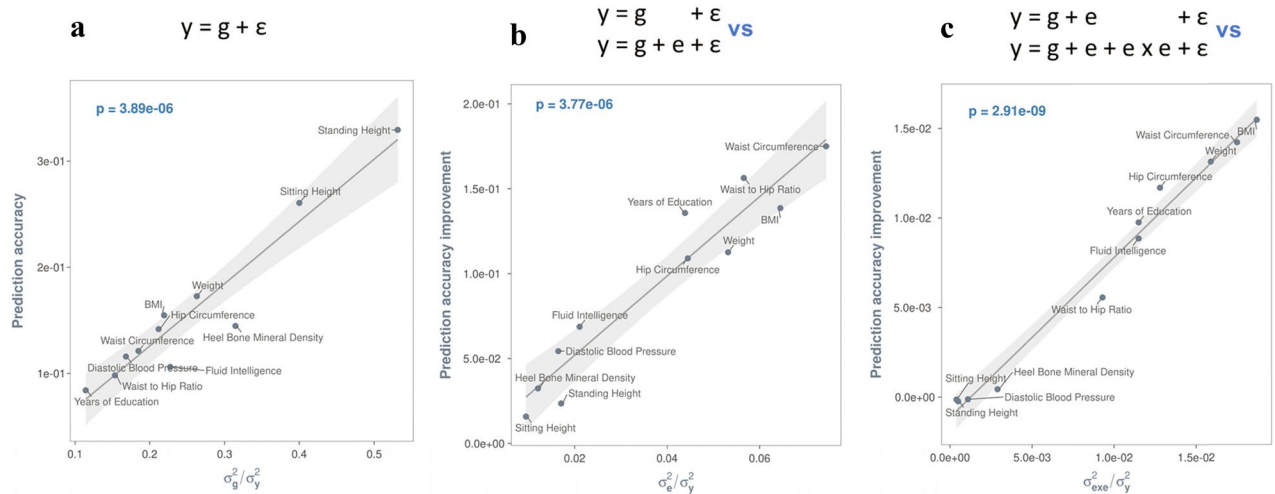 a
y = g + ε
p = 3.89e-06
Standing Height
Sitting Height
Weight
BMI
Hip Circumference
Heel Bone Mineral Density
Waist Circumference
Diastolic Blood Pressure
Fluid Intelligence
Waist to Hip Ratio
Years of Education
Prediction accuracy
3e-01
2e-01
1e-01
0.1 0.2 0.3 0.4 0.5
σ²g/σ²y
b
y = g + ε
vs
y = g + e + ε
p = 3.77e-06
Waist Circumference
Waist to Hip Ratio
Years of Education
BMI
Weight
Hip Circumference
Fluid Intelligence
Diastolic Blood Pressure
Heel Bone Mineral Density
Standing Height
Sitting Height
Prediction accuracy improvement
2.0e-01
1.5e-01
1.0e-01
5.0e-02
0.0e+00
0.02 0.04 0.06
σ²e/σ²y
c
y = g + e + ε
vs
y = g + e + e x e + ε
p = 2.91e-09
Waist Circumference
BMI
Weight
Hip Circumference
Years of Education
Fluid Intelligence
Waist to Hip Ratio
Heel Bone Mineral Density
Sitting Height
Diastolic Blood Pressure
Standing Height
Prediction accuracy improvement
1.5e-02
1.0e-02
5.0e-03
0.0e+00
0.0e+00 5.0e-03 1.0e-02 1.5e-02
σ²exe/σ²y